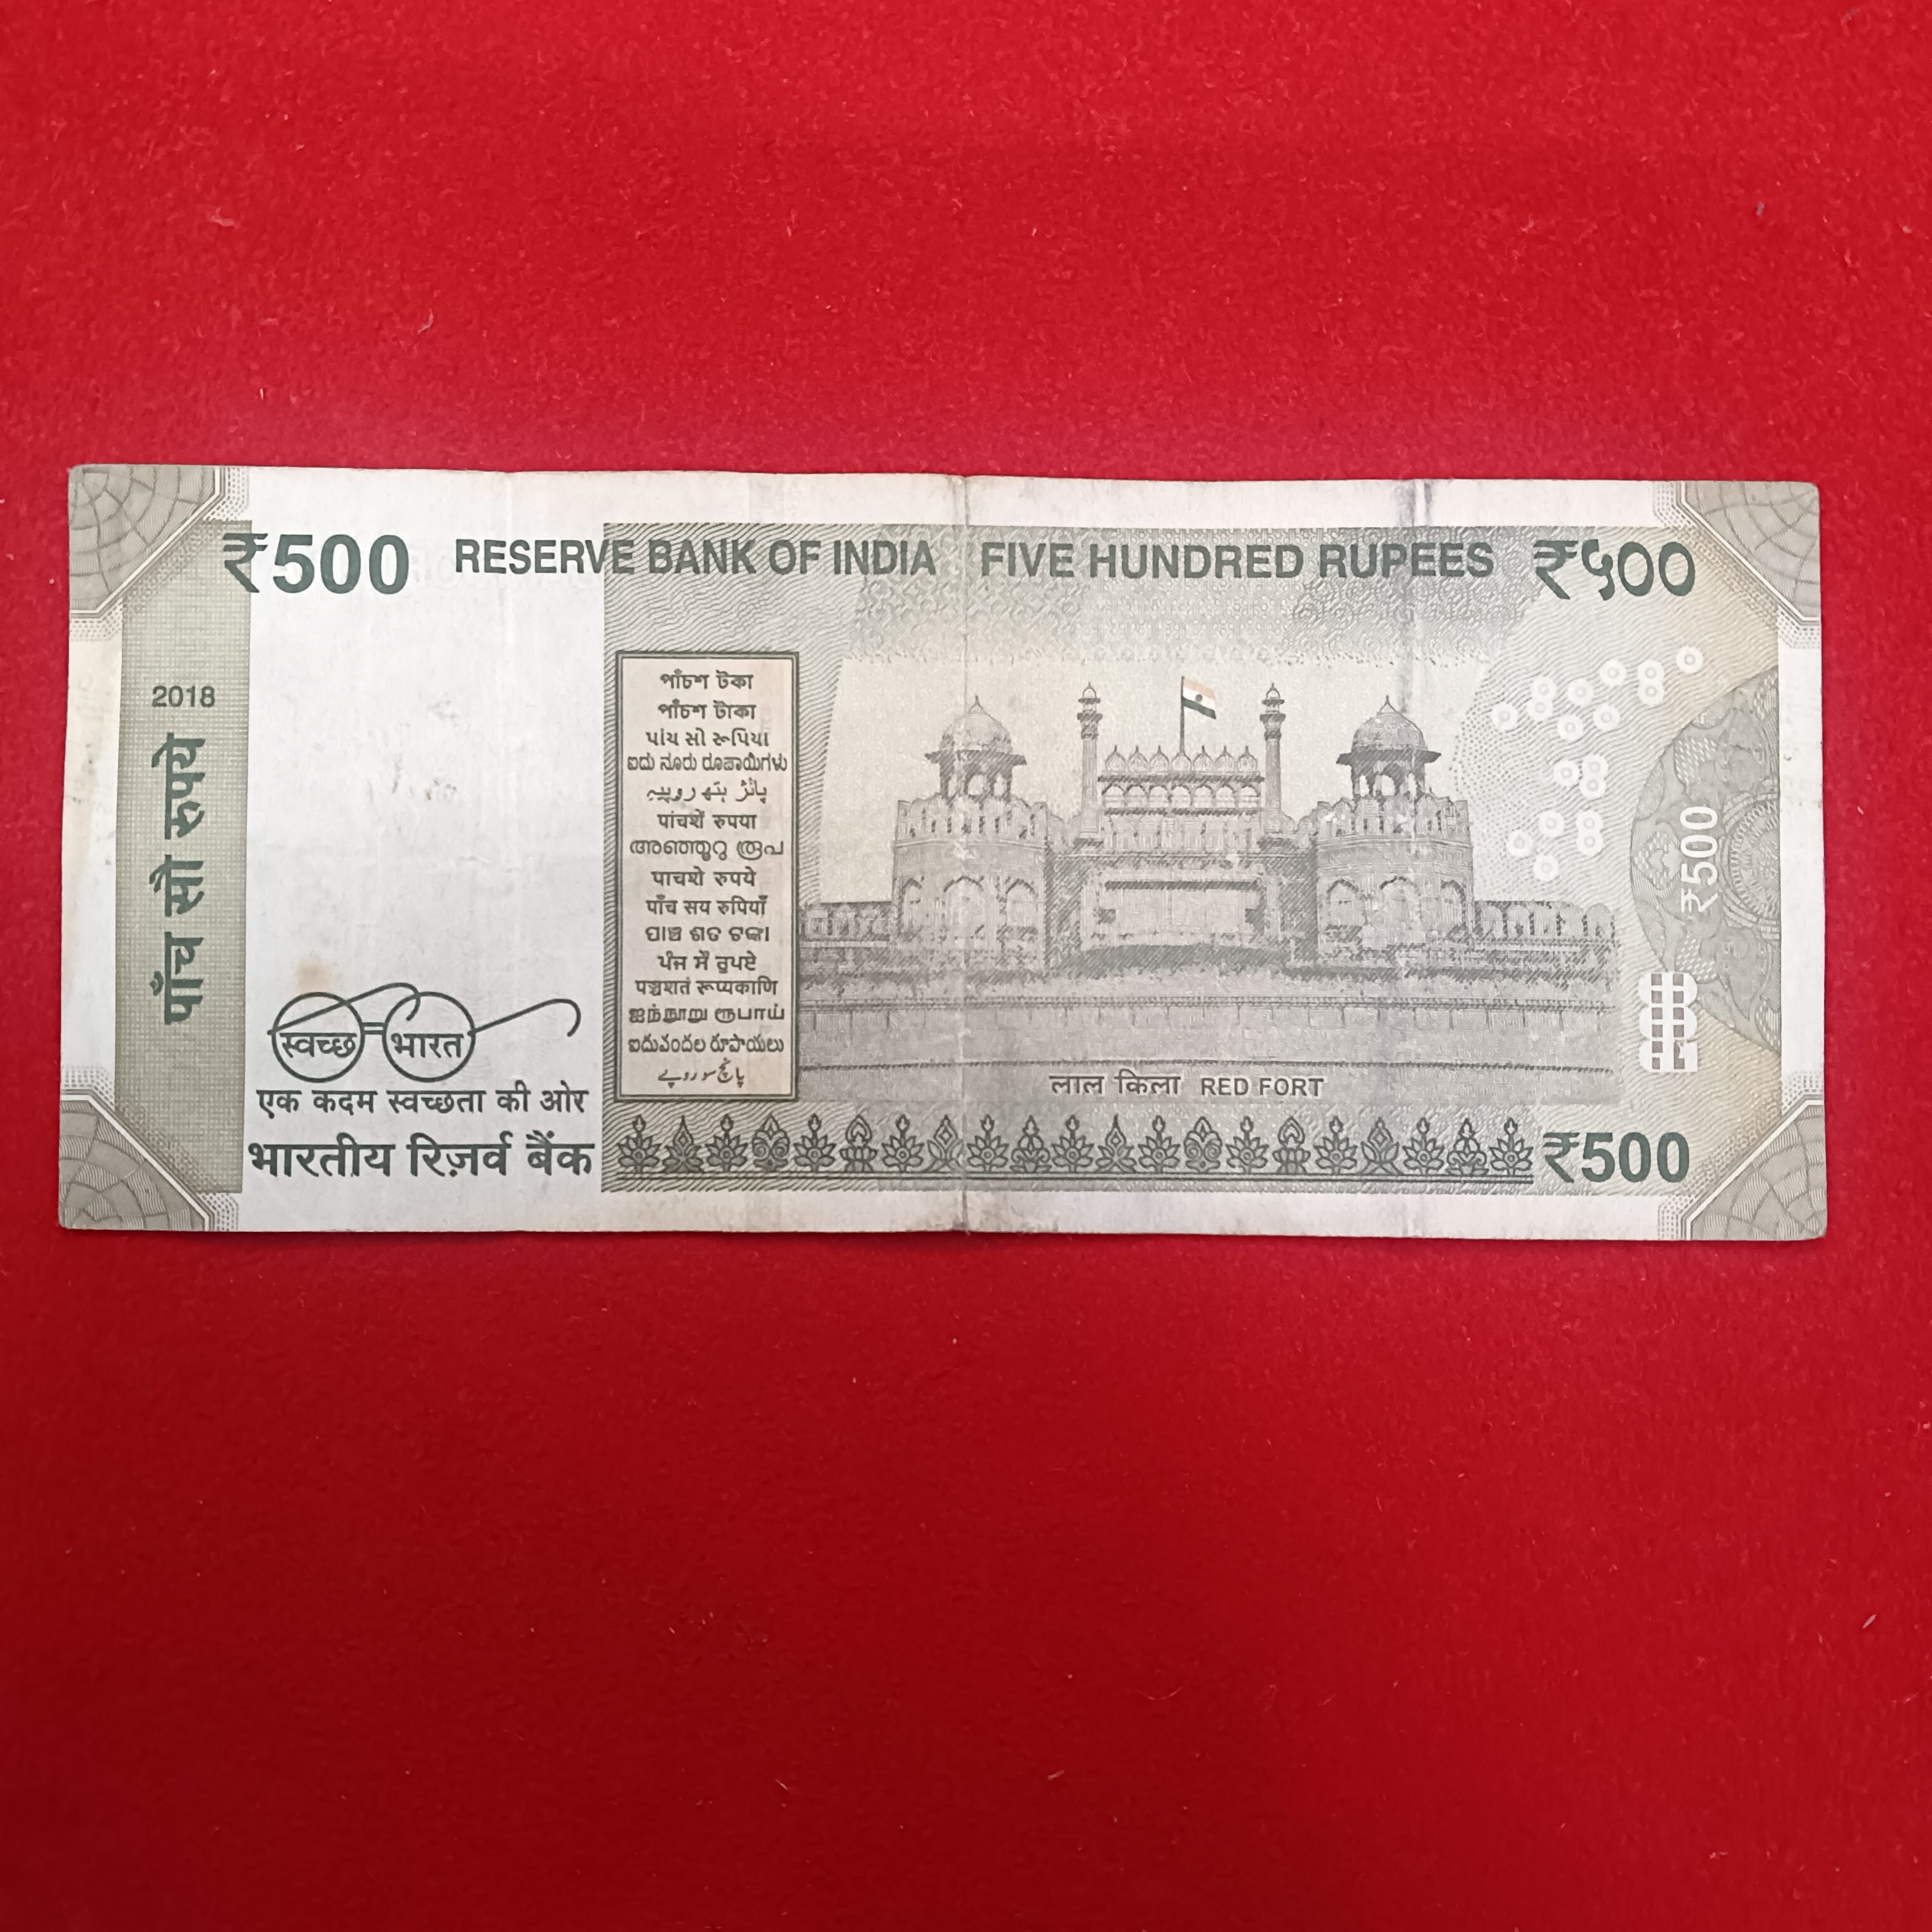 ₹500 RESERVE BANK OF INDIA FIVE HUNDRED RUPEES ₹५००
2018
पाँच सौ रुपये
পাঁচশ টকা
পাঁচশ টাকা
પાંચ સો રૂપિયા
ಐದು ನೂರು ರೂಪಾಯಿಗಳು
پانٛژ ہَتھ روپیہِ
पांचशें रुपया
അഞ്ഞൂറു രൂപ
पाचशे रुपये
पाँच सय रुपियाँ
ପାଞ୍ଚ ଶତ ଟଙ୍କା
ਪੰਜ ਸੌ ਰੁਪਏ
पञ्चशतं रूप्यकाणि
ஐந்நூறு ரூபாய்
ఐదువందల రూపాయలు
پانچ سو روپے
₹500
स्वच्छ भारत
एक कदम स्वच्छता की ओर
भारतीय रिज़र्व बैंक
लाल किला RED FORT
₹500